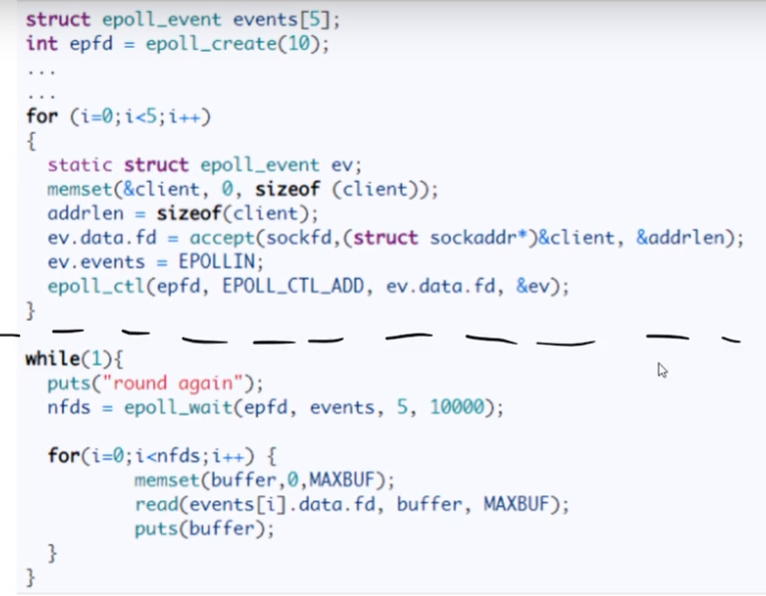 struct epoll_event events[5];
int epfd = epoll_create(10);
...
...
for (i=0;i<5;i++)
{
  static struct epoll_event ev;
  memset(&client, 0, sizeof (client));
  addrlen = sizeof(client);
  ev.data.fd = accept(sockfd,(struct sockaddr*)&client, &addrlen);
  ev.events = EPOLLIN;
  epoll_ctl(epfd, EPOLL_CTL_ADD, ev.data.fd, &ev);
}
while(1){
  puts("round again");
  nfds = epoll_wait(epfd, events, 5, 10000);
  for(i=0;i<nfds;i++) {
          memset(buffer,0,MAXBUF);
          read(events[i].data.fd, buffer, MAXBUF);
          puts(buffer);
  }
}